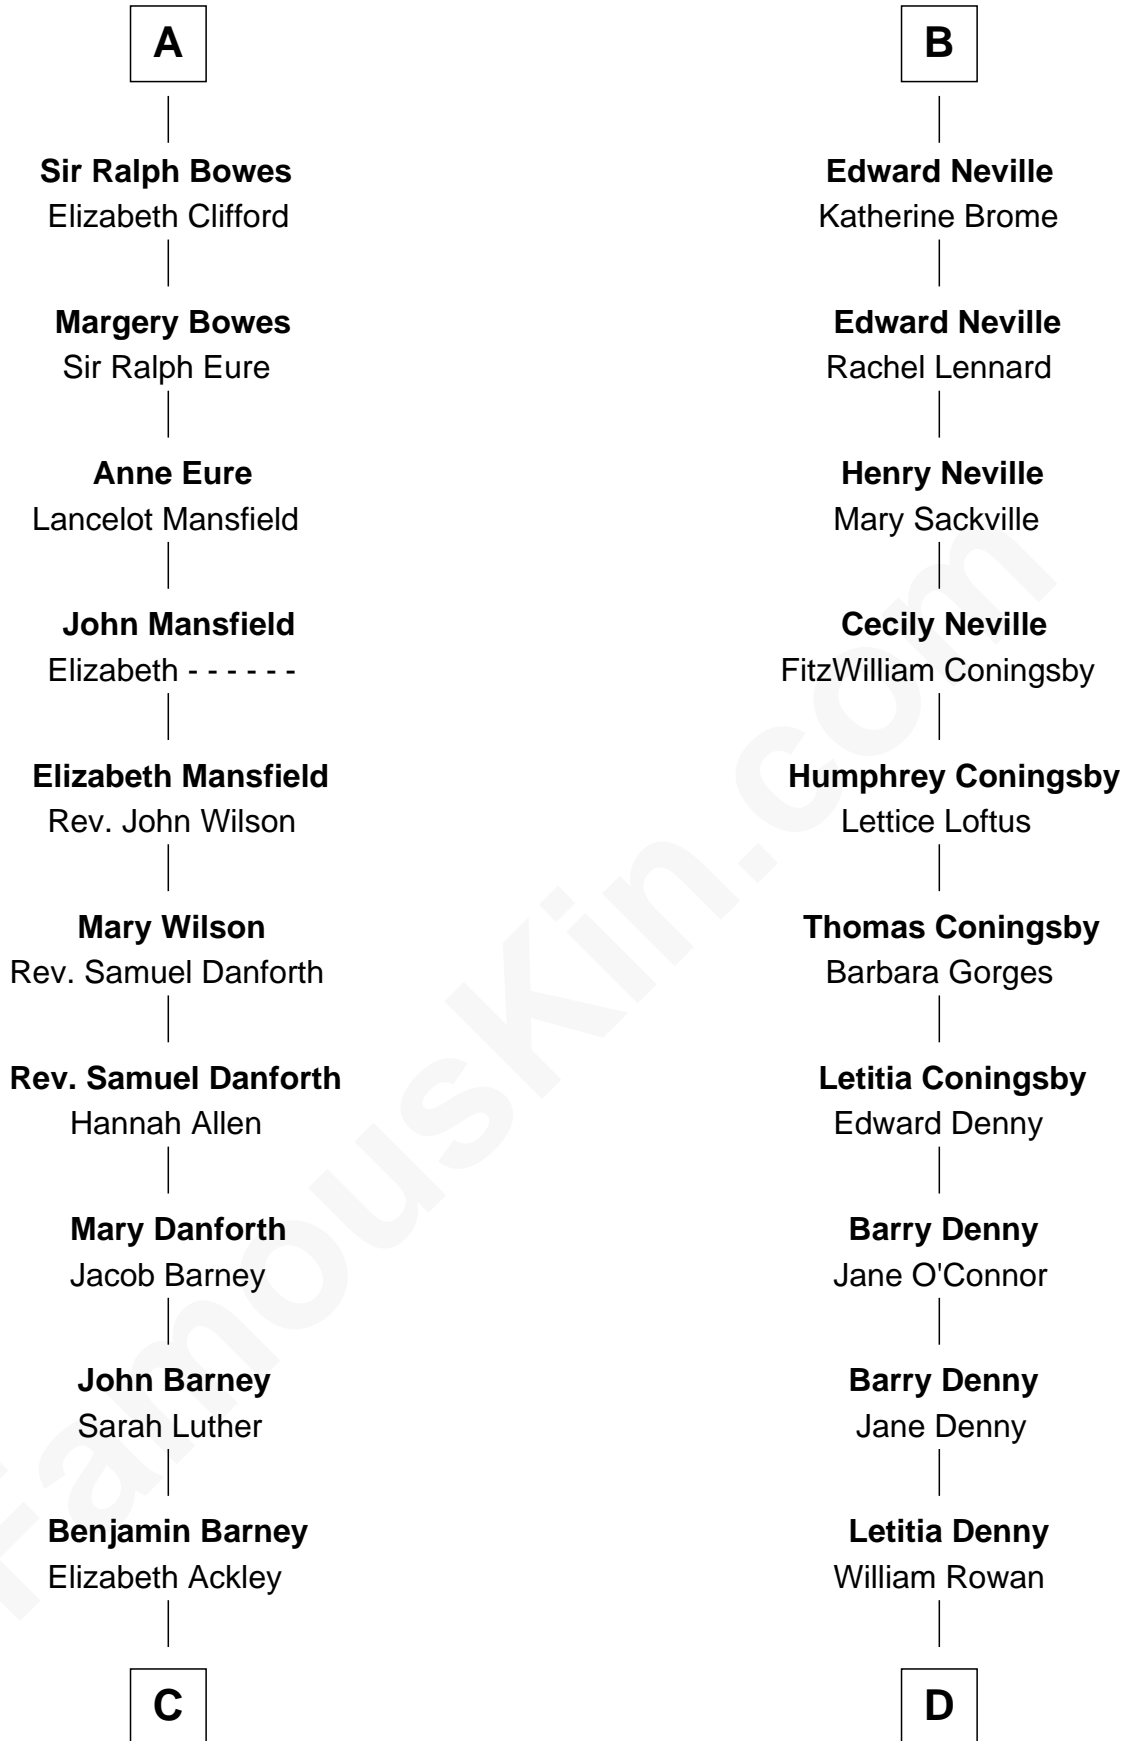 A
Sir Ralph Bowes
Elizabeth Clifford
Margery Bowes
Sir Ralph Eure
Anne Eure
Lancelot Mansfield
John Mansfield
Elizabeth - - - - - -
Elizabeth Mansfield
Rev. John Wilson
Mary Wilson
Rev. Samuel Danforth
Rev. Samuel Danforth
Hannah Allen
Mary Danforth
Jacob Barney
John Barney
Sarah Luther
Benjamin Barney
Elizabeth Ackley
C
B
Edward Neville
Katherine Brome
Edward Neville
Rachel Lennard
Henry Neville
Mary Sackville
Cecily Neville
FitzWilliam Coningsby
Humphrey Coningsby
Lettice Loftus
Thomas Coningsby
Barbara Gorges
Letitia Coningsby
Edward Denny
Barry Denny
Jane O'Connor
Barry Denny
Jane Denny
Letitia Denny
William Rowan
D
FamousKin.com